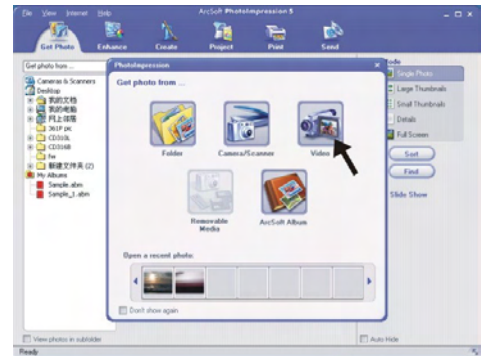 File View Internet Help
ArcSoft PhotoImpression 5
Get Photo Enhance Create Project Print Send
Get photo from ...
Cameras & Scanners
Desktop
我的文档
我的电脑
网上邻居
361P pc
CD310L
CD316B
fw
新建文件夹 (2)
My Albums
Sample.abm
Sample_1.abm
PhotoImpression
Get photo from ...
Folder Camera/Scanner Video
Removable Media ArcSoft Album
Open a recent photo:
Don't show again
Single Photo
Large Thumbnails
Small Thumbnails
Details
Full Screen
Sort
Find
Slide Show
View photos in subfolder
Auto Hide
Ready